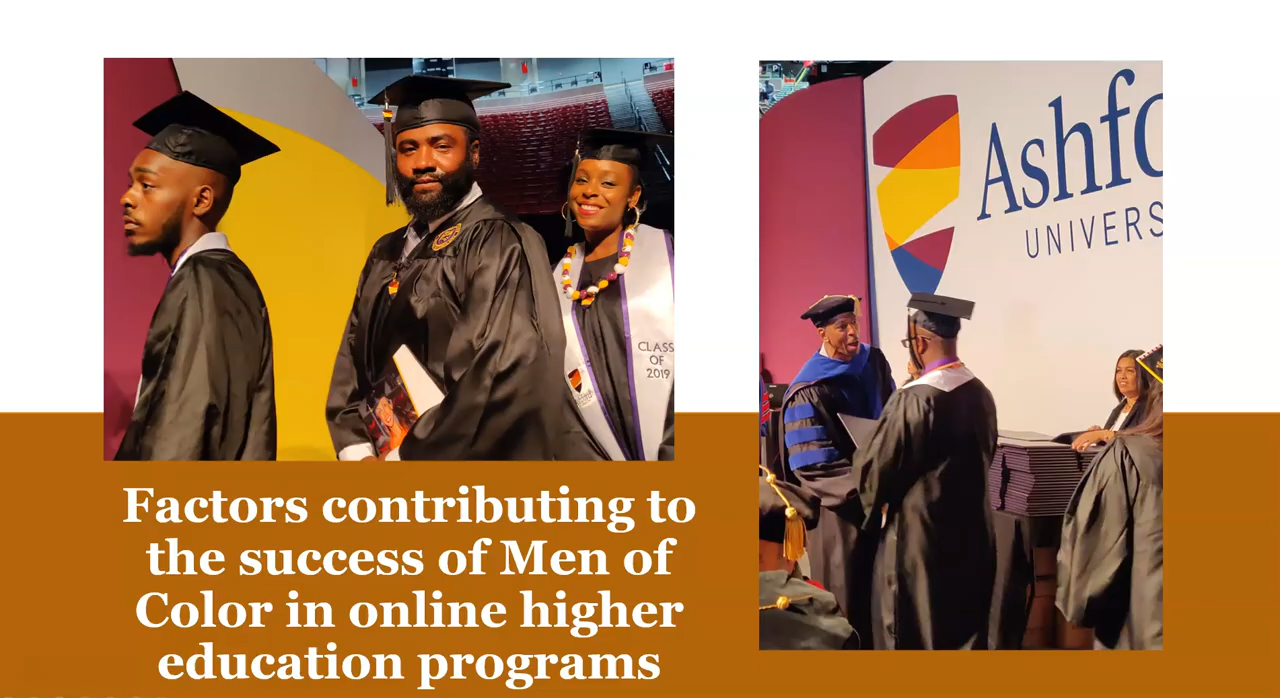 CLASS
OF
2019
Ashfo
UNIVERS
Factors contributing to
the success of Men of
Color in online higher
education programs